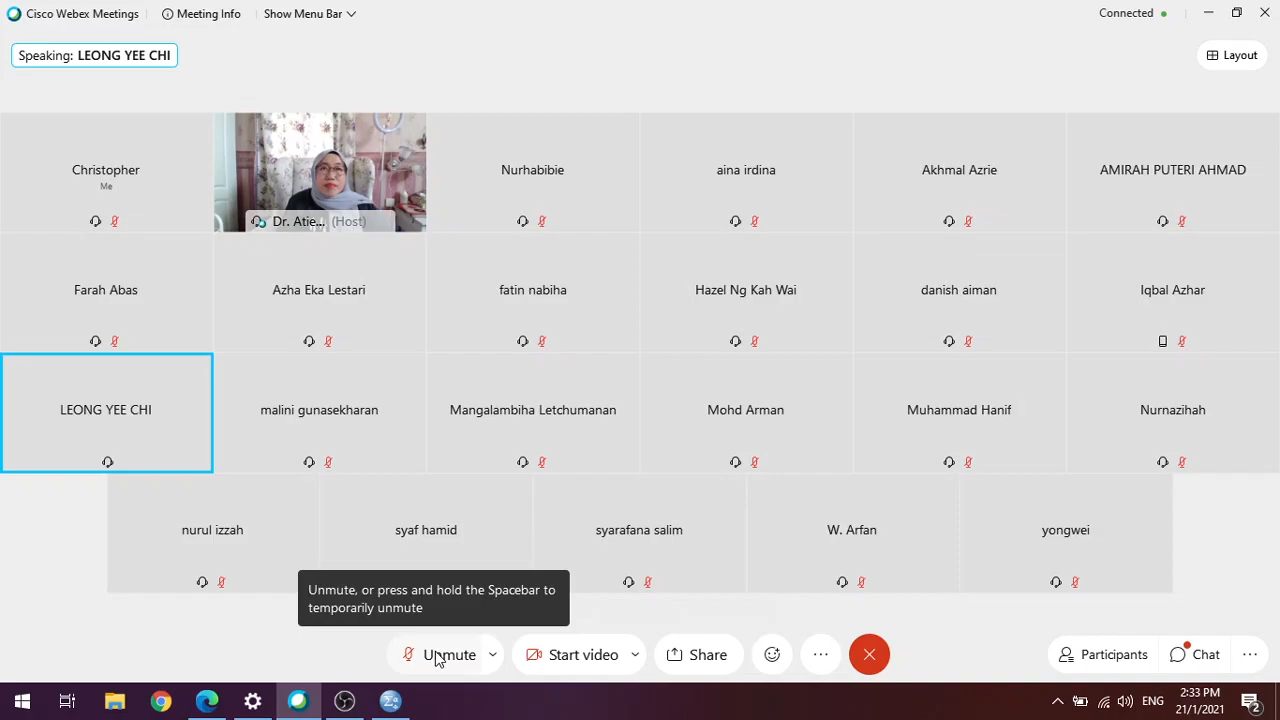 Cisco Webex Meetings
Meeting Info
Show Menu Bar
Connected
Speaking: LEONG YEE CHI
Layout
Christopher
Me
Dr. Atie... (Host)
Nurhabibie
aina irdina
Akhmal Azrie
AMIRAH PUTERI AHMAD
Farah Abas
Azha Eka Lestari
fatin nabiha
Hazel Ng Kah Wai
danish aiman
Iqbal Azhar
LEONG YEE CHI
malini gunasekharan
Mangalambiha Letchumanan
Mohd Arman
Muhammad Hanif
Nurnazihah
nurul izzah
syaf hamid
syarafana salim
W. Arfan
yongwei
Unmute, or press and hold the Spacebar to
temporarily unmute
Unmute
Start video
Share
Participants
Chat
ENG
2:33 PM
21/1/2021
2